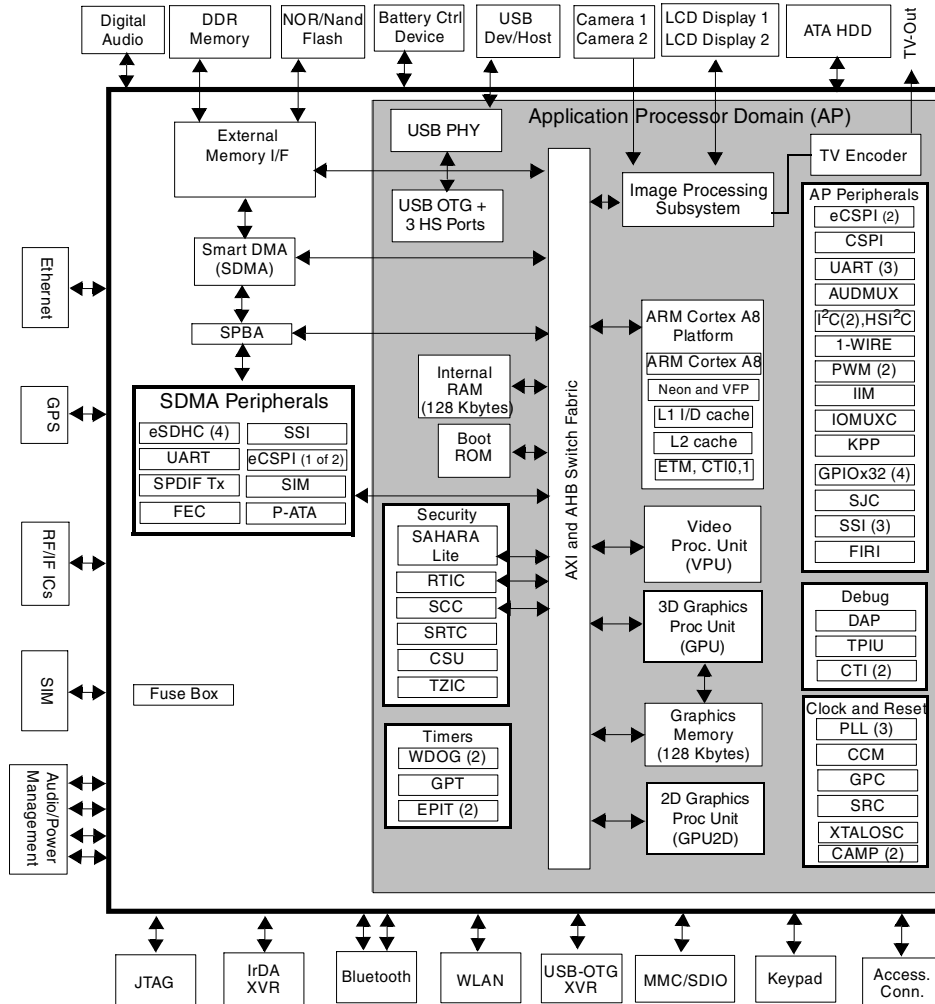 Digital
Audio
DDR
Memory
NOR/Nand
Flash
Battery Ctrl
Device
USB
Dev/Host
Camera 1
Camera 2
LCD Display 1
LCD Display 2
ATA HDD
TV-Out
Application Processor Domain (AP)
External
Memory I/F
USB PHY
TV Encoder
USB OTG +
3 HS Ports
Image Processing
Subsystem
Smart DMA
(SDMA)
SPBA
SDMA Peripherals
eSDHC (4)
SSI
UART
eCSPI (1 of 2)
SPDIF Tx
SIM
FEC
P-ATA
Fuse Box
Internal
RAM
(128 Kbytes)
Boot
ROM
Security
SAHARA
Lite
RTIC
SCC
SRTC
CSU
TZIC
Timers
WDOG (2)
GPT
EPIT (2)
AXI and AHB Switch Fabric
ARM Cortex A8
Platform
ARM Cortex A8
Neon and VFP
L1 I/D cache
L2 cache
ETM, CTI0,1
Video
Proc. Unit
(VPU)
3D Graphics
Proc Unit
(GPU)
Graphics
Memory
(128 Kbytes)
2D Graphics
Proc Unit
(GPU2D)
AP Peripherals
eCSPI (2)
CSPI
UART (3)
AUDMUX
I²C(2),HSI²C
1-WIRE
PWM (2)
IIM
IOMUXC
KPP
GPIOx32 (4)
SJC
SSI (3)
FIRI
Debug
DAP
TPIU
CTI (2)
Clock and Reset
PLL (3)
CCM
GPC
SRC
XTALOSC
CAMP (2)
Ethernet
GPS
RF/IF ICs
SIM
Audio/Power
Management
JTAG
IrDA
XVR
Bluetooth
WLAN
USB-OTG
XVR
MMC/SDIO
Keypad
Access.
Conn.